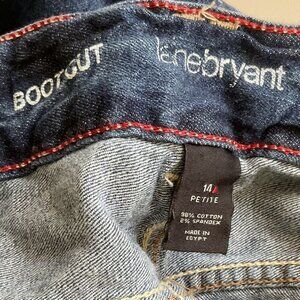 BOOTCUT
lanebryant
14
PETITE
98% COTTON
2% SPANDEX
MADE IN
EGYPT